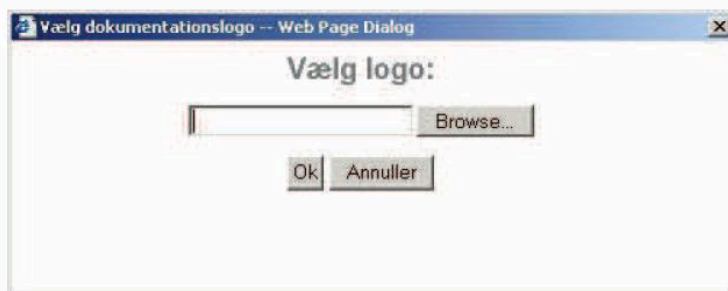 Vælg dokumentationslogo -- Web Page Dialog
Vælg logo:
Browse...
Ok Annuller